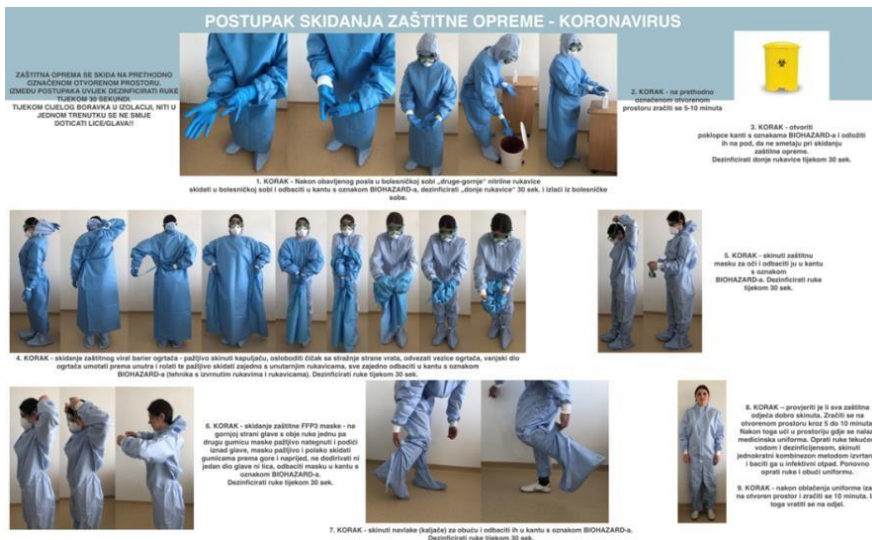 POSTUPAK SKIDANJA ZAŠTITNE OPREME - KORONAVIRUS
ZAŠTITNA OPREMA SE SKIDA NA PRETHODNO
OZNAČENOM OTVORENOM PROSTORU.
IZMEĐU POSTUPAKA UVIJEK DEZINFICIRATI RUKE
TIJEKOM 30 SEKUNDI.
TIJEKOM CIJELOG BORAVKA U IZOLACIJI, NITI U
JEDNOM TRENUTKU SE NE SMIJE
DOTICATI LICE/GLAVA!!
1. KORAK - Nakon obavljenog posla u bolesničkoj sobi „druge-gornje" nitrilne rukavice
skidati u bolesničkoj sobi i odbaciti u kantu s oznakom BIOHAZARD-a, dezinficirati „donje rukavice" 30 sek. i izlaći iz bolesničke
sobe.
2. KORAK - na prethodno
označenom otvorenom
prostoru zračiti se 5-10 minuta
3. KORAK - otvoriti
poklopce kanti s oznakama BIOHAZARD-a i odložiti
ih na pod, da ne smetaju pri skidanju
zaštitne opreme.
Dezinficirati donje rukavice tijekom 30 sek.
4. KORAK - skidanje zaštitnog viral barier ogrtača - pažljivo skinuti kapuljaču, osloboditi čičak sa stražnje strane vrata, odvezati vezice ogrtača, vanjski dio
ogrtača umotati prema unutra i rolati te pažljivo skidati zajedno s unutarnjim rukavicama, sve zajedno odbaciti u kantu s oznakom
BIOHAZARD-a (tehnika s izvrnutim rukavima i rukavicama). Dezinficirati ruke tijekom 30 sek.
5. KORAK - skinuti zaštitnu
masku za oči i odbaciti ju u kantu
s oznakom
BIOHAZARD-a. Dezinficirati ruke
tijekom 30 sek.
6. KORAK - skidanje zaštitne FFP3 maske - na
gornjoj strani glave s obje ruke jednu pa
drugu gumicu maske pažljivo nategnuti i podići
iznad glave, masku pažljivo i polako skidati
gumicama prema gore i naprijed, ne dodirivati ni
jedan dio glave ni lica, odbaciti masku u kantu s
oznakom BIOHAZARD-a.
Dezinficirati ruke tijekom 30 sek.
7. KORAK - skinuti navlake (kaljače) za obuću i odbaciti ih u kantu s oznakom BIOHAZARD-a.
Dezinficirati ruke tijekom 30 sek.
8. KORAK – provjeriti je li sva zaštitna
odjeća dobro skinuta. Zračiti se na
otvorenom prostoru kroz 5 do 10 minuta
Nakon toga ući u prostoriju gdje se nalaz
medicinska uniforma. Oprati ruke tekućom
vodom i dezinficijensom, skinuti
jednokratni kombinezon metodom izvrtanj
i baciti ga u infektivni otpad. Ponovno
oprati ruke i obući uniformu.
9. KORAK - nakon oblačenja uniforme iza
na otvoren prostor i zračiti se 10 minuta.
toga vratiti se na odjel.